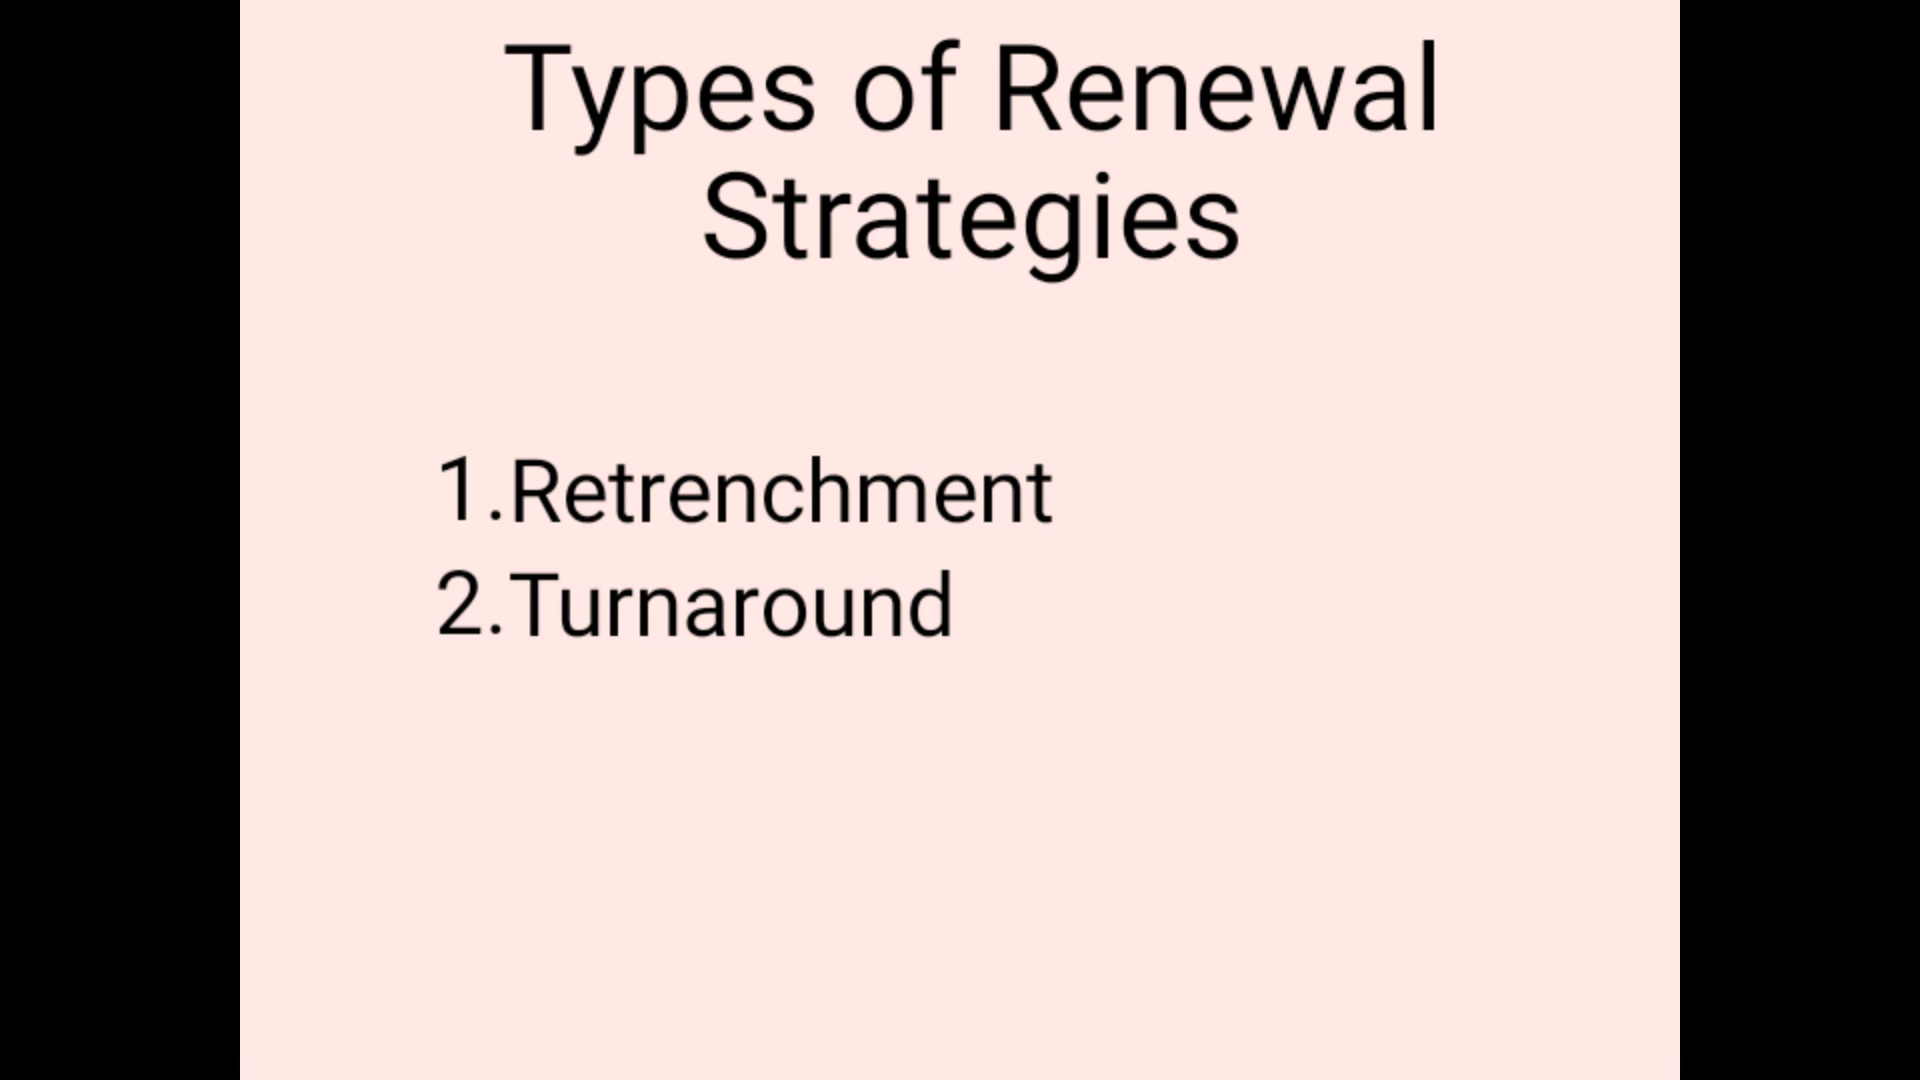 Types of Renewal
Strategies
1.Retrenchment
2.Turnaround